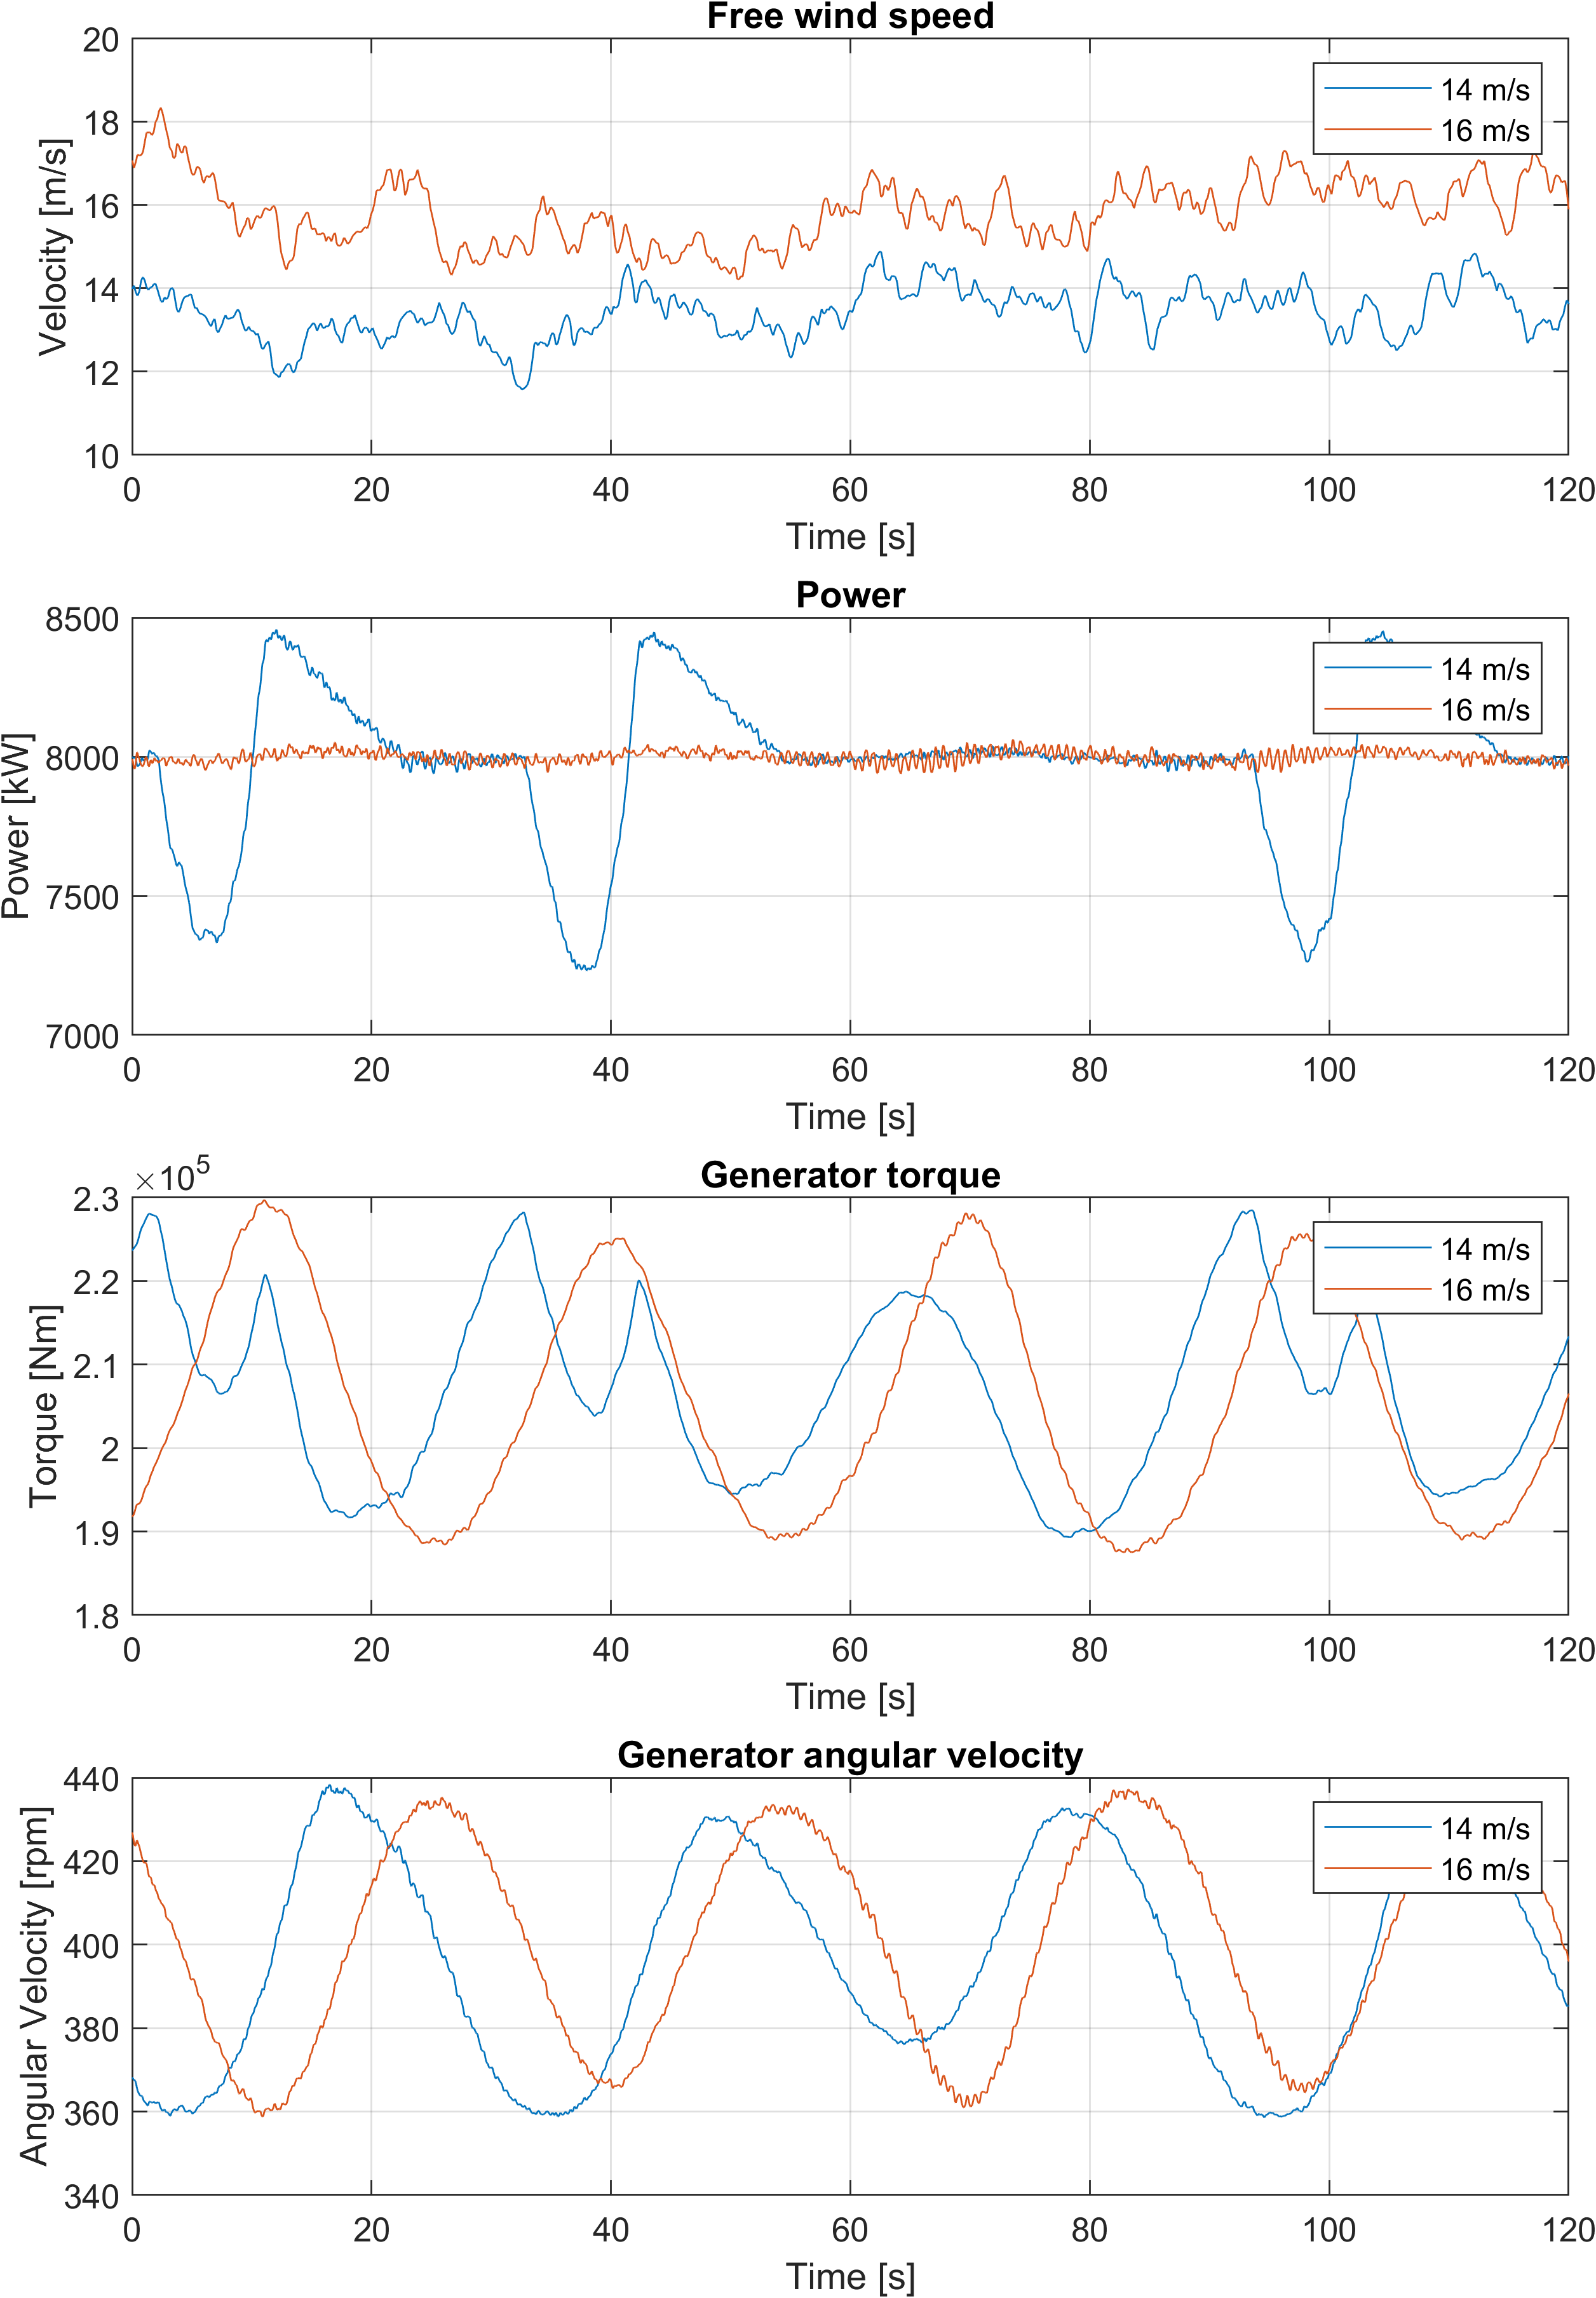 Free wind speed
20
18
16
14
12
10
Velocity [m/s]
14 m/s
16 m/s
0 20 40 60 80 100 120
Time [s]
Power
8500
8000
7500
7000
Power [kW]
14 m/s
16 m/s
0 20 40 60 80 100 120
Time [s]
×10^5
Generator torque
2.3
2.2
2.1
2
1.9
1.8
Torque [Nm]
14 m/s
16 m/s
0 20 40 60 80 100 120
Time [s]
Generator angular velocity
440
420
400
380
360
340
Angular Velocity [rpm]
14 m/s
16 m/s
0 20 40 60 80 100 120
Time [s]